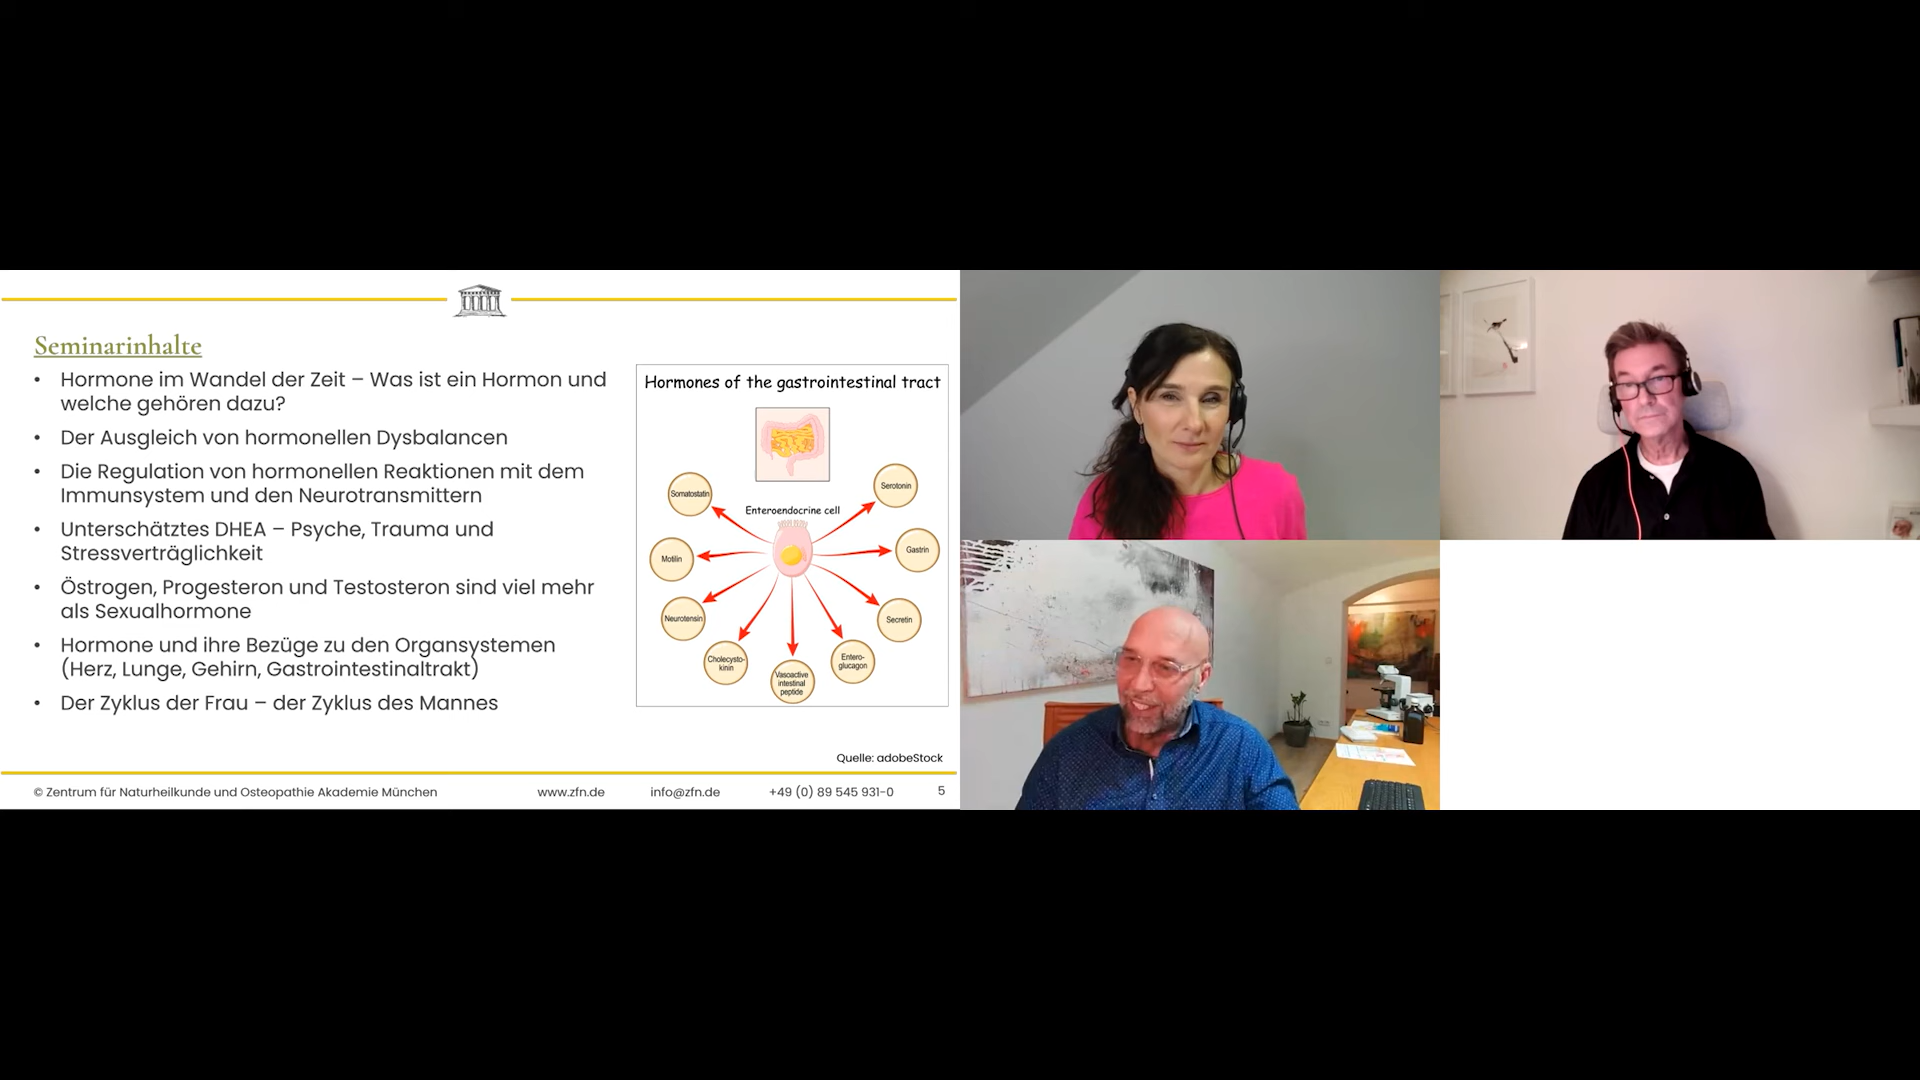 Seminarinhalte
• Hormone im Wandel der Zeit – Was ist ein Hormon und
welche gehören dazu?
• Der Ausgleich von hormonellen Dysbalancen
• Die Regulation von hormonellen Reaktionen mit dem
Immunsystem und den Neurotransmittern
• Unterschätztes DHEA – Psyche, Trauma und
Stressverträglichkeit
• Östrogen, Progesteron und Testosteron sind viel mehr
als Sexualhormone
• Hormone und ihre Bezüge zu den Organsystemen
(Herz, Lunge, Gehirn, Gastrointestinaltrakt)
• Der Zyklus der Frau – der Zyklus des Mannes
Hormones of the gastrointestinal tract
Enteroendocrine cell
Somatostatin
Serotonin
Motilin
Gastrin
Neurotensin
Secretin
Cholecysto-
kinin
Vasoactive
intestinal
peptide
Entero-
glucagon
Quelle: adobeStock
© Zentrum für Naturheilkunde und Osteopathie Akademie München
www.zfn.de
info@zfn.de
+49 (0) 89 545 931-0
5